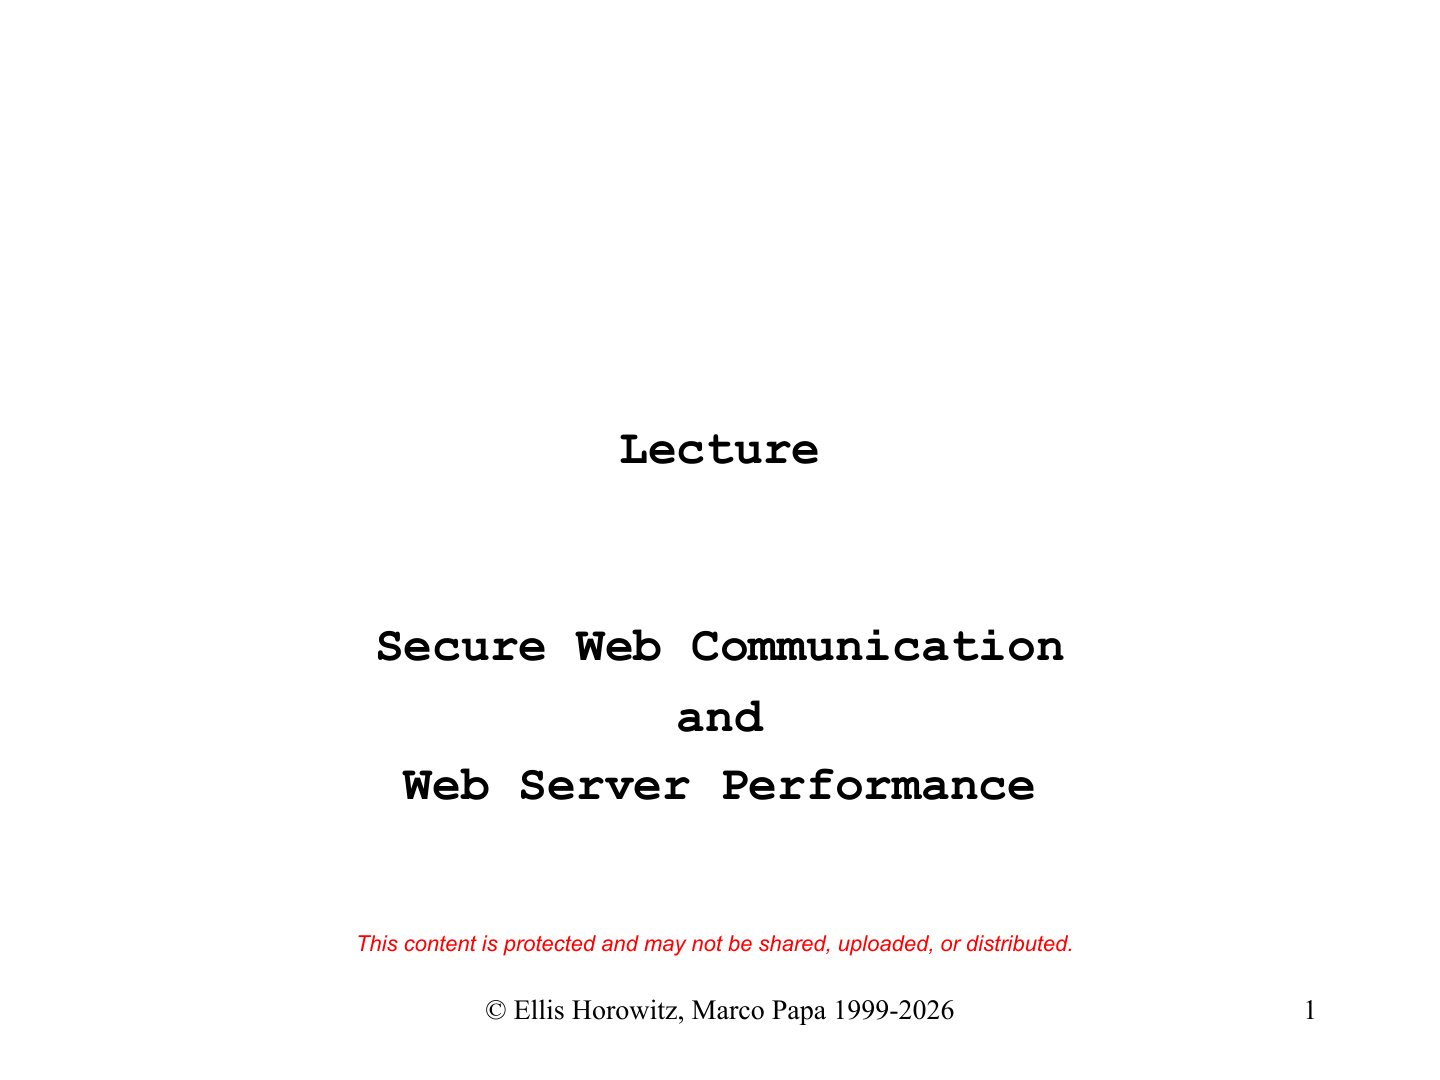 Lecture
Secure Web Communication
and
Web Server Performance
This content is protected and may not be shared, uploaded, or distributed.
© Ellis Horowitz, Marco Papa 1999-2026
1